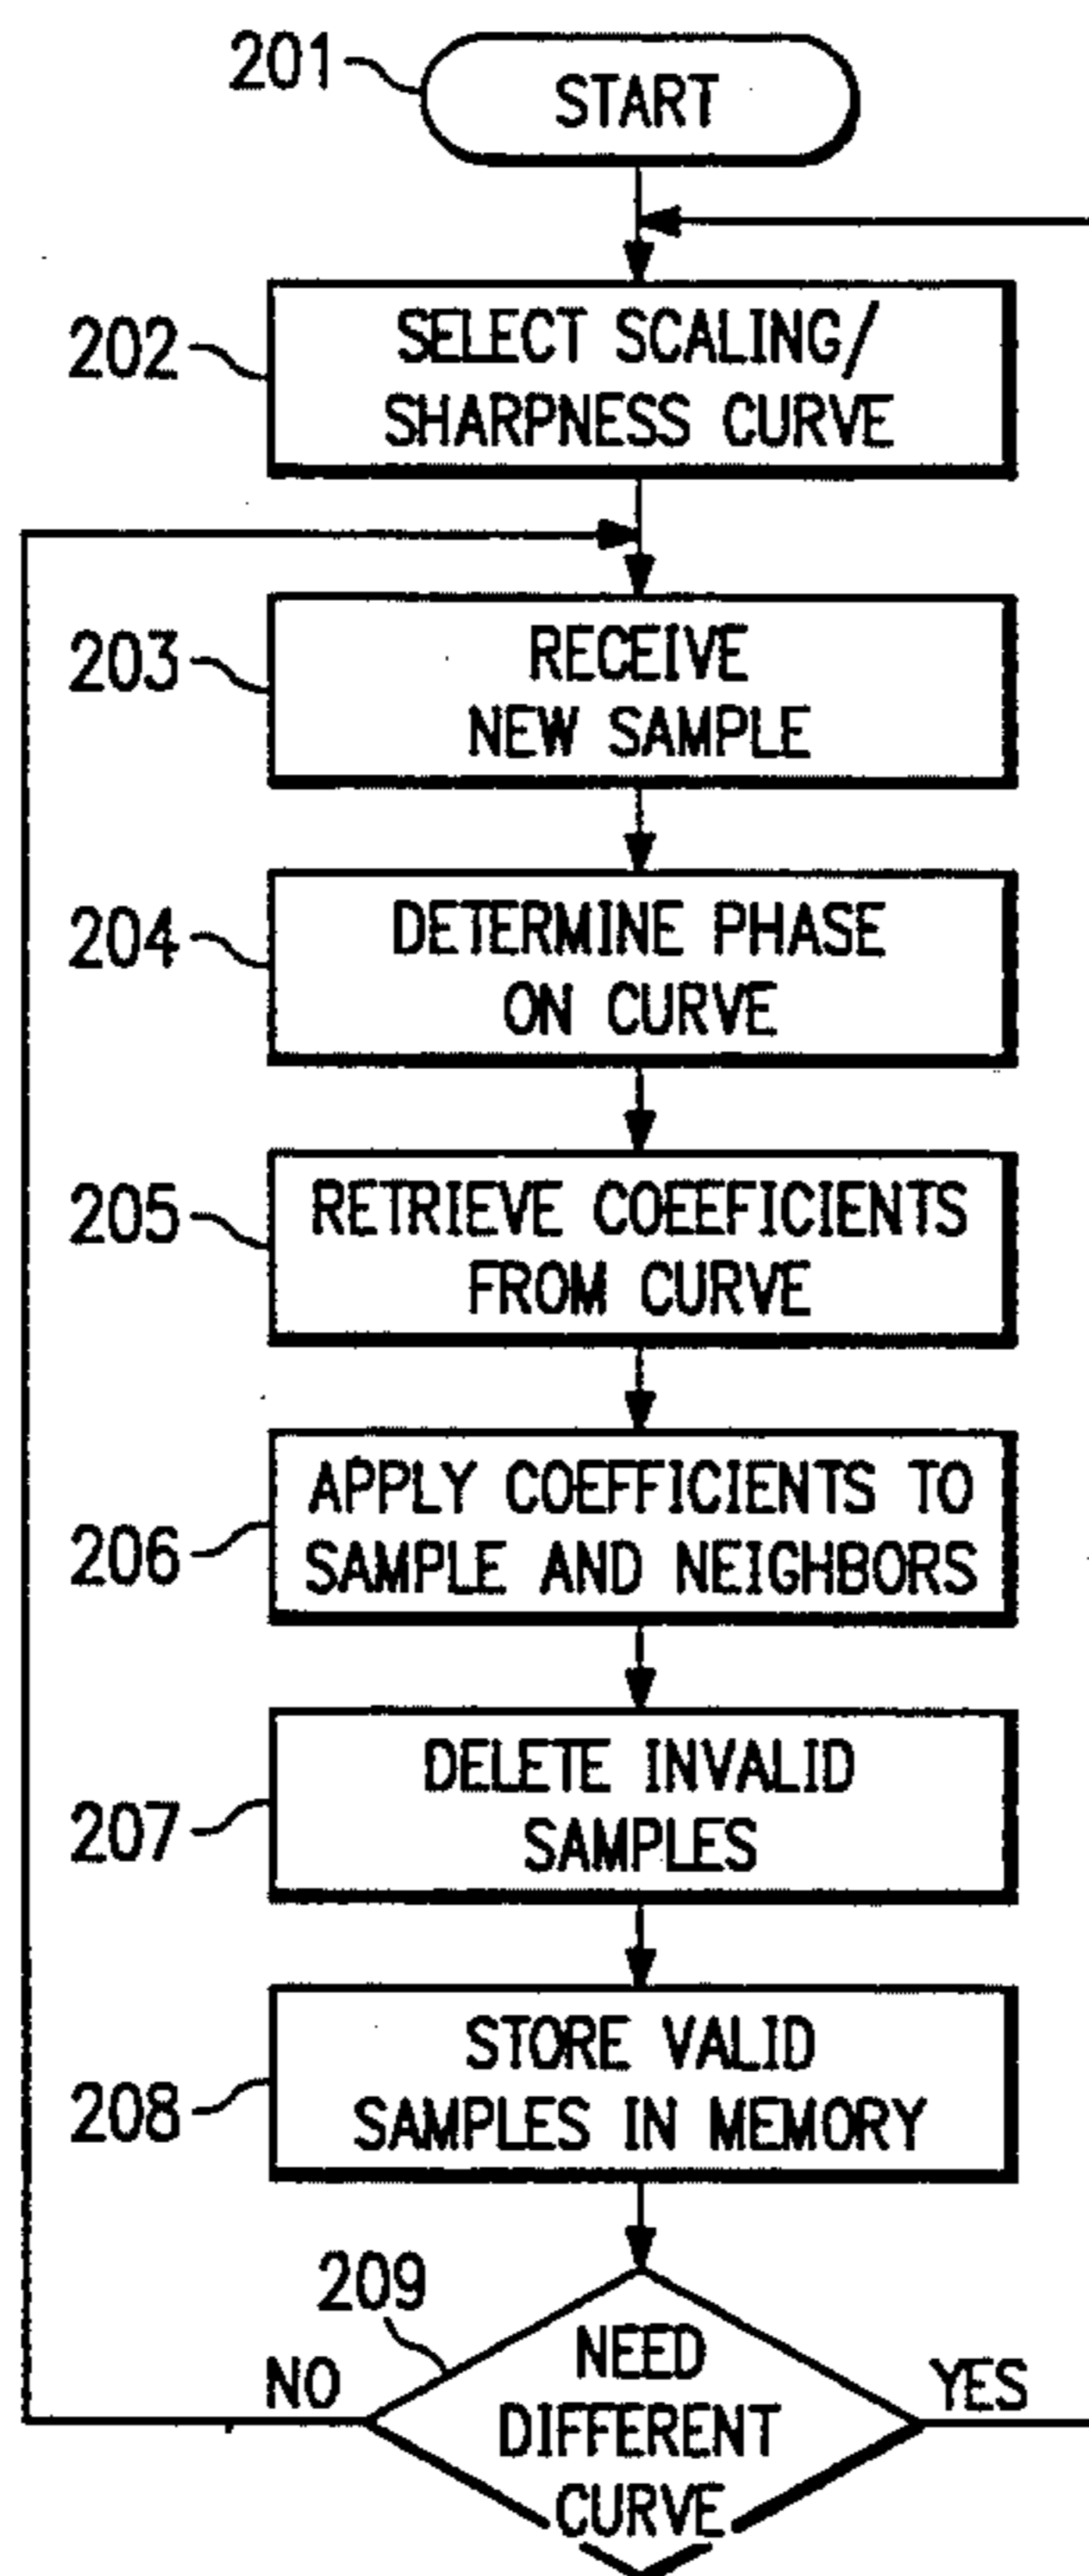 201
START
202
SELECT SCALING/
SHARPNESS CURVE
203
RECEIVE
NEW SAMPLE
204
DETERMINE PHASE
ON CURVE
205
RETRIEVE COEEFICIENTS
FROM CURVE
206
APPLY COEFFICIENTS TO
SAMPLE AND NEIGHBORS
207
DELETE INVALID
SAMPLES
208
STORE VALID
SAMPLES IN MEMORY
209
NEED
DIFFERENT
CURVE
NO
YES